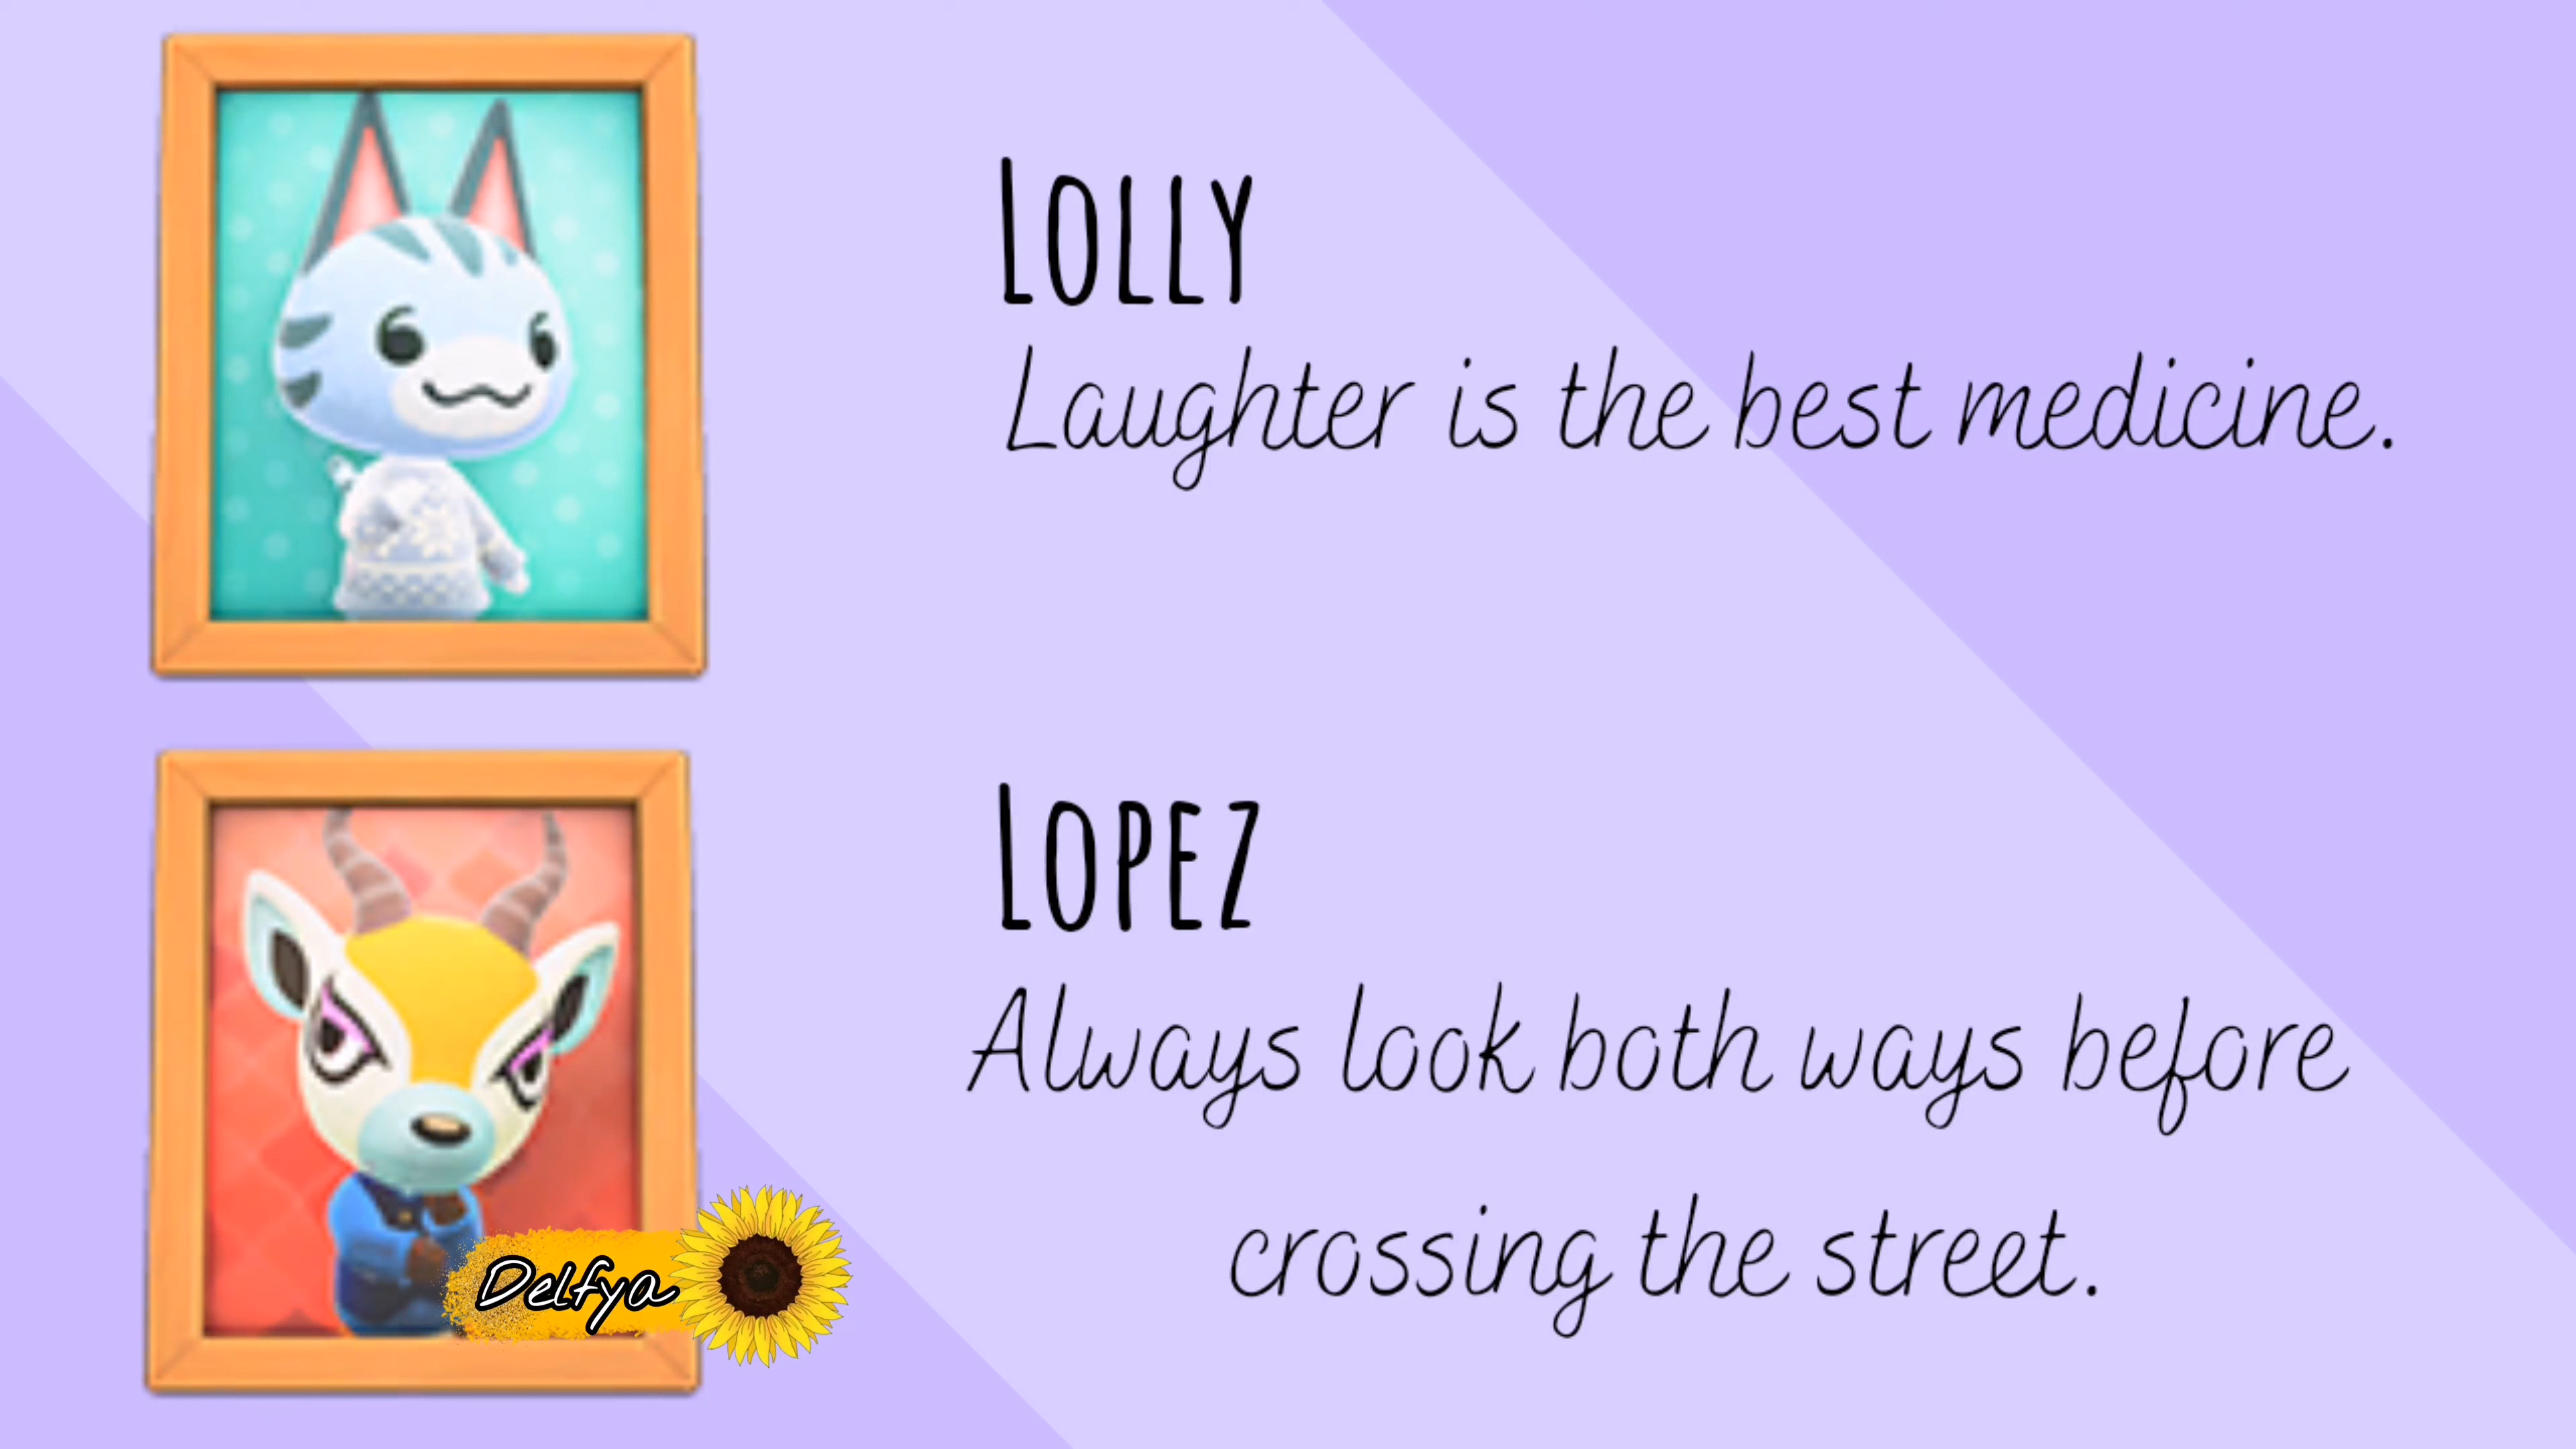 LOLLY
Laughter is the best medicine.
LOPEZ
Always look both ways before
crossing the street.
Delfya